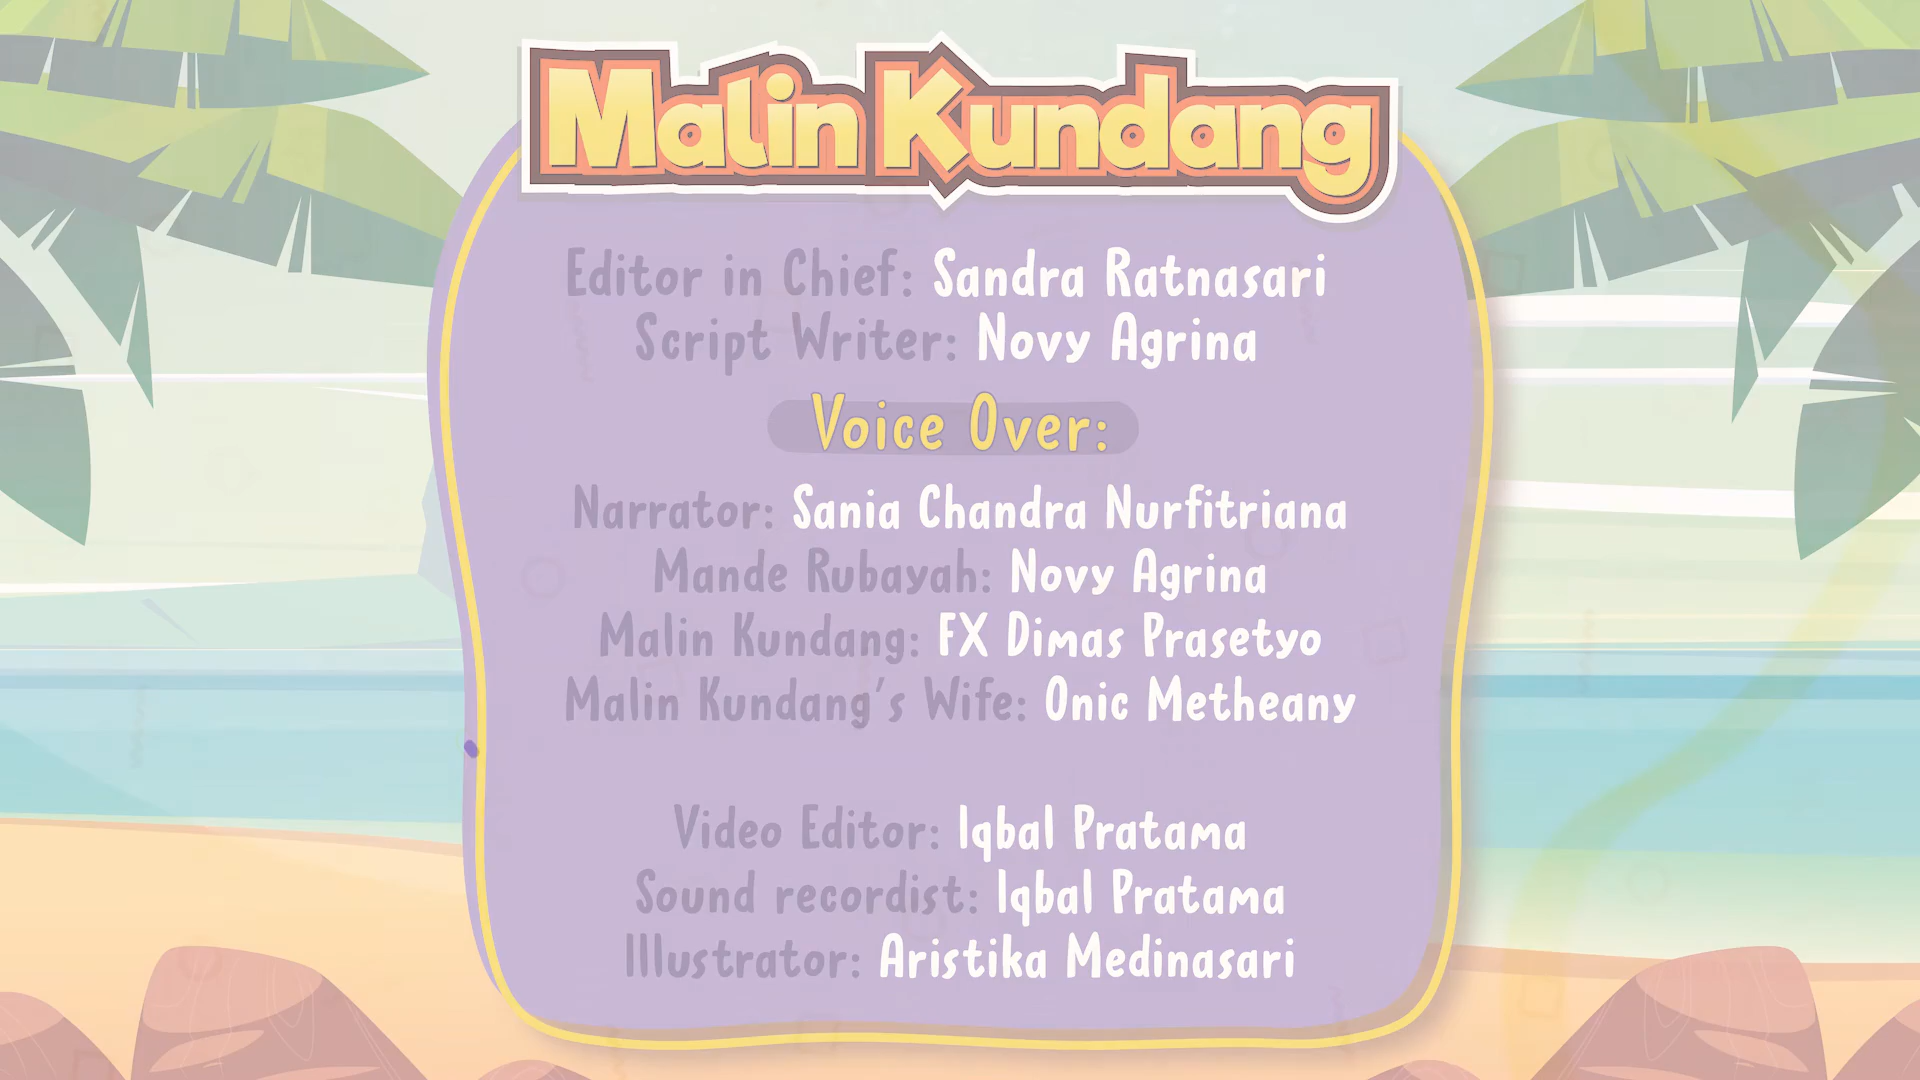 Malin Kundang
Editor in Chief: Sandra Ratnasari
Script Writer: Novy Agrina
Voice Over:
Narrator: Sania Chandra Nurfitriana
Mande Rubayah: Novy Agrina
Malin Kundang: FX Dimas Prasetyo
Malin Kundang's Wife: Onic Metheany
Video Editor: Iqbal Pratama
Sound recordist: Iqbal Pratama
Illustrator: Aristika Medinasari